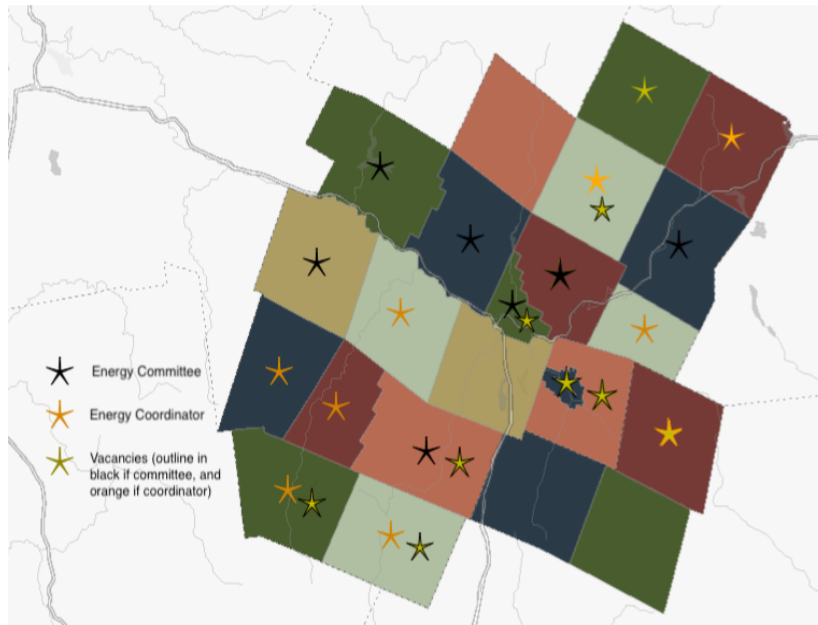 Energy Committee
Energy Coordinator
Vacancies (outline in
black if committee, and
orange if coordinator)